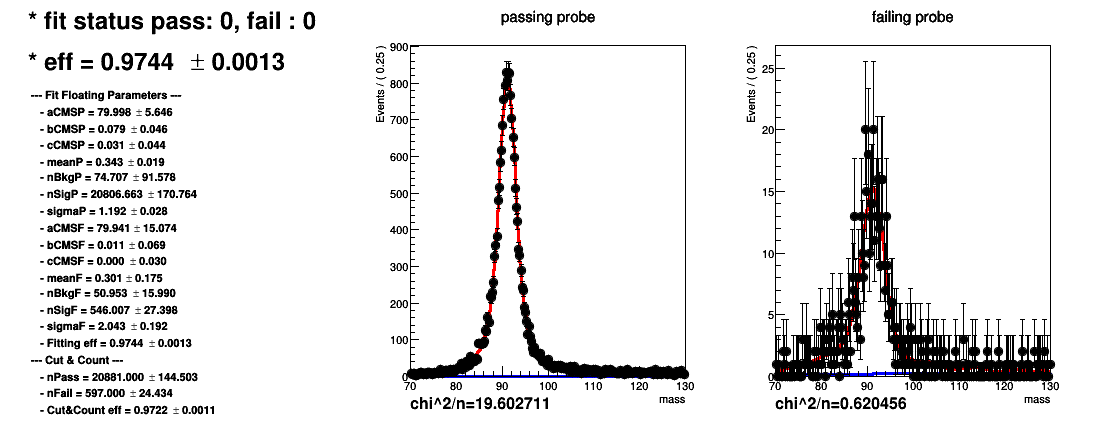 * fit status pass: 0, fail : 0
* eff = 0.9744 ± 0.0013
--- Fit Floating Parameters ---
- aCMSP = 79.998 ± 5.646
- bCMSP = 0.079 ± 0.046
- cCMSP = 0.031 ± 0.044
- meanP = 0.343 ± 0.019
- nBkgP = 74.707 ± 91.578
- nSigP = 20806.663 ± 170.764
- sigmaP = 1.192 ± 0.028
- aCMSF = 79.941 ± 15.074
- bCMSF = 0.011 ± 0.069
- cCMSF = 0.000 ± 0.030
- meanF = 0.301 ± 0.175
- nBkgF = 50.953 ± 15.990
- nSigF = 546.007 ± 27.398
- sigmaF = 2.043 ± 0.192
- Fitting eff = 0.9744 ± 0.0013
--- Cut & Count ---
- nPass = 20881.000 ± 144.503
- nFail = 597.000 ± 24.434
- Cut&Count eff = 0.9722 ± 0.0011
passing probe
Events / ( 0.25 )
900
800
700
600
500
400
300
200
100
0
70 80 90 100 110 120 130
mass
chi^2/n=19.602711
failing probe
Events / ( 0.25 )
25
20
15
10
5
0
70 80 90 100 110 120 130
mass
chi^2/n=0.620456